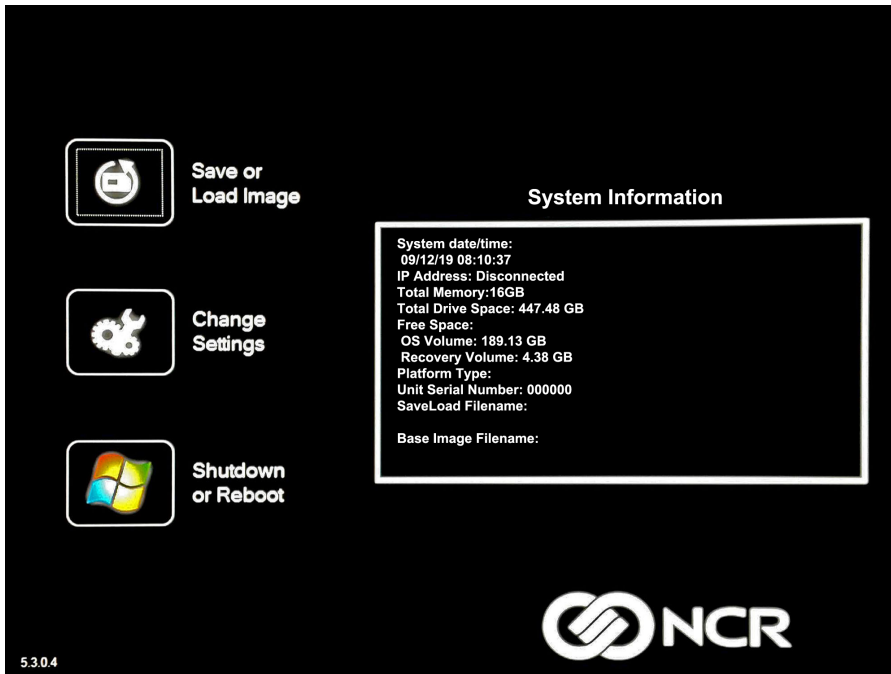 Save or
Load Image
Change
Settings
Shutdown
or Reboot
System Information
System date/time:
09/12/19 08:10:37
IP Address: Disconnected
Total Memory:16GB
Total Drive Space: 447.48 GB
Free Space:
OS Volume: 189.13 GB
Recovery Volume: 4.38 GB
Platform Type:
Unit Serial Number: 000000
SaveLoad Filename:
Base Image Filename:
NCR
5.3.0.4